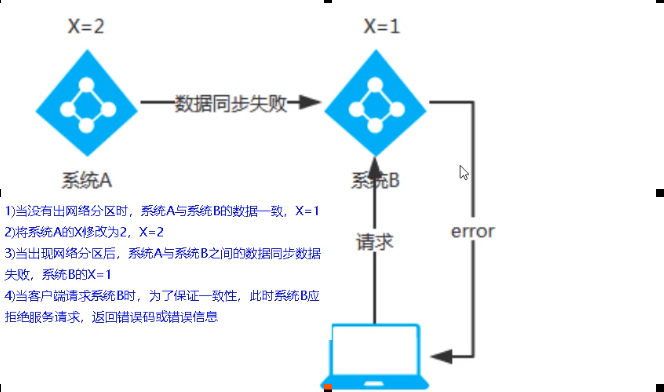 X=2
X=1
数据同步失败
系统A
系统B
1)当没有出网络分区时，系统A与系统B的数据一致，X=1
2)将系统A的X修改为2，X=2
3)当出现网络分区后，系统A与系统B之间的数据同步数据
失败，系统B的X=1
4)当客户端请求系统B时，为了保证一致性，此时系统B应
拒绝服务请求，返回错误码或错误信息
请求
error